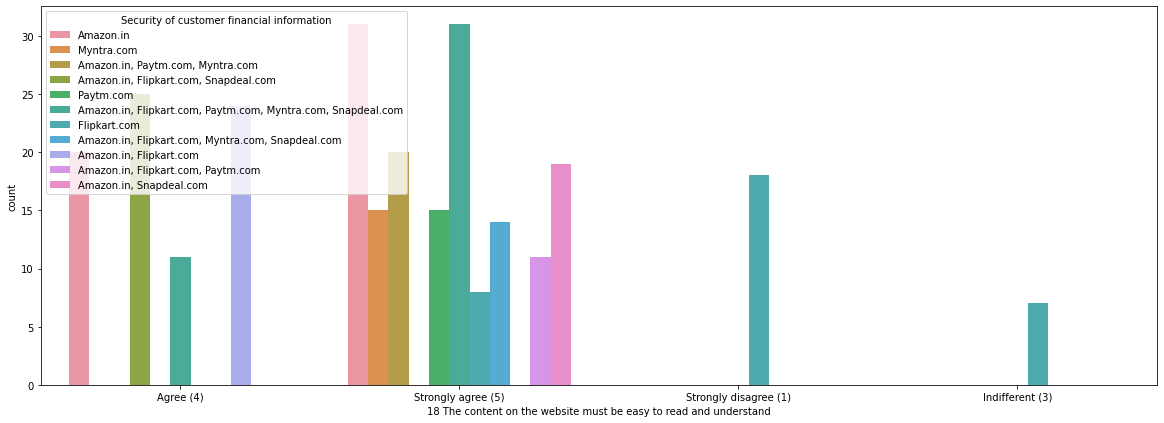 Security of customer financial information
Amazon.in
Myntra.com
Amazon.in, Paytm.com, Myntra.com
Amazon.in, Flipkart.com, Snapdeal.com
Paytm.com
Amazon.in, Flipkart.com, Paytm.com, Myntra.com, Snapdeal.com
Flipkart.com
Amazon.in, Flipkart.com, Myntra.com, Snapdeal.com
Amazon.in, Flipkart.com
Amazon.in, Flipkart.com, Paytm.com
Amazon.in, Snapdeal.com
30
25
20
15
10
5
0
count
Agree (4)
Strongly agree (5)
Strongly disagree (1)
Indifferent (3)
18 The content on the website must be easy to read and understand